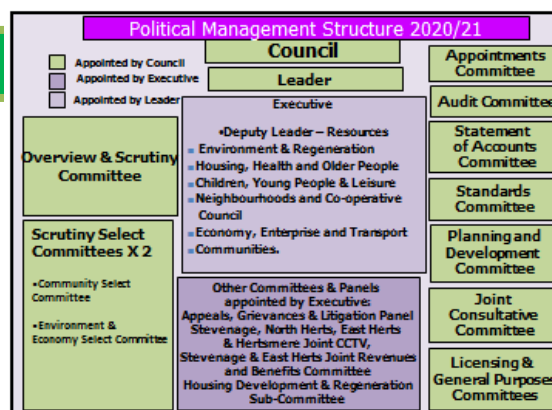 Political Management Structure 2020/21
Appointed by Council
Appointed by Executive
Appointed by Leader
Council
Leader
Executive
•Deputy Leader – Resources
Environment & Regeneration
Housing, Health and Older People
Children, Young People & Leisure
Neighbourhoods and Co-operative
Council
Economy, Enterprise and Transport
Communities.
Overview & Scrutiny
Committee
Scrutiny Select
Committees X 2
•Community Select
Committee
•Environment &
Economy Select Committee
Other Committees & Panels
appointed by Executive:
Appeals, Grievances & Litigation Panel
Stevenage, North Herts, East Herts
& Hertsmere Joint CCTV,
Stevenage & East Herts Joint Revenues
and Benefits Committee
Housing Development & Regeneration
Sub-Committee
Appointments
Committee
Audit Committee
Statement
of Accounts
Committee
Standards
Committee
Planning and
Development
Committee
Joint
Consultative
Committee
Licensing &
General Purposes
Committees